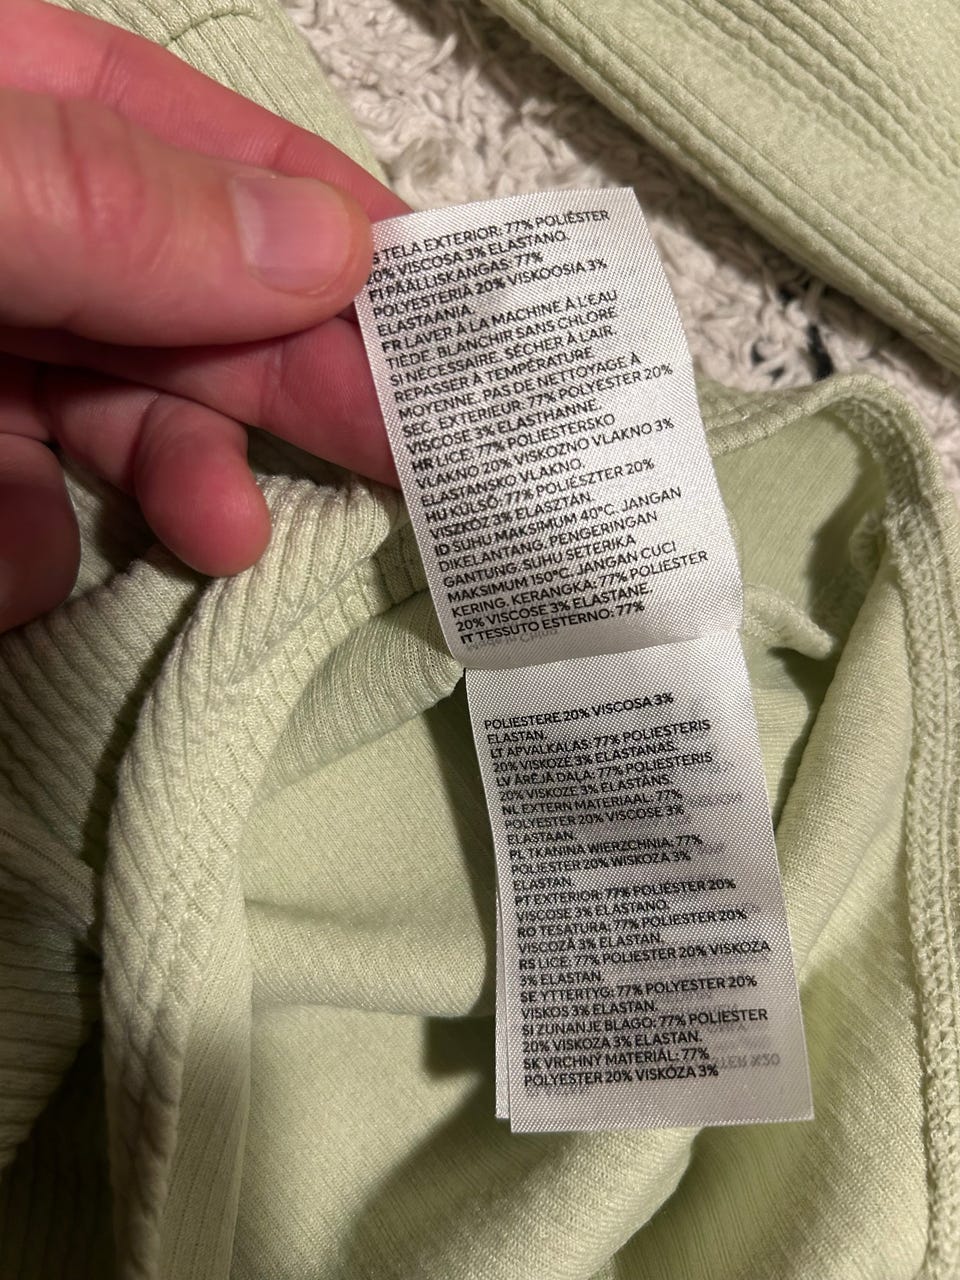 S TELA EXTERIOR: 77% POLIÉSTER
20% VISCOSA 3% ELASTANO.
FI PÄÄLLISKANGAS: 77%
POLYESTERIÄ 20% VISKOOSIA 3%
ELASTAANIA.
FR LAVER À LA MACHINE À L'EAU
TIÈDE. BLANCHIR SANS CHLORE
SI NÉCESSAIRE. SÉCHER À L'AIR.
REPASSER À TEMPÉRATURE
MOYENNE, PAS DE NETTOYAGE À
SEC. EXTERIEUR: 77% POLYESTER 20%
VISCOSE 3% ELASTHANNE.
HR LICE: 77% POLIESTERSKO
VLAKNO 20% VISKOZNO VLAKNO 3%
ELASTANSKO VLAKNO.
HU KÜLSŐ: 77% POLIÉSZTER 20%
VISZKÓZ 3% ELASZTÁN.
ID SUHU MAKSIMUM 40°C. JANGAN
DIKELANTANG. PENGERINGAN
GANTUNG. SUHU SETERIKA
MAKSIMUM 150°C. JANGAN CUCI
KERING. KERANGKA: 77% POLIESTER
20% VISCOSE 3% ELASTANE.
IT TESSUTO ESTERNO: 77%
POLIESTERE 20% VISCOSA 3%
ELASTAN.
LT APVALKALAS: 77% POLIESTERIS
20% VISKOZĖ 3% ELASTANAS.
LV ĀRĒJĀ DAĻA: 77% POLIESTERIS
20% VISKOZE 3% ELASTĀNS.
NL EXTERN MATERIAAL: 77%
POLYESTER 20% VISCOSE 3%
ELASTAAN.
PL TKANINA WIERZCHNIA: 77%
POLIESTER 20% WISKOZA 3%
ELASTAN.
PT EXTERIOR: 77% POLIÉSTER 20%
VISCOSE 3% ELASTANO.
RO TESATURA: 77% POLIESTER 20%
VISCOZĂ 3% ELASTAN.
RS LICE: 77% POLIESTER 20% VISKOZA
3% ELASTAN.
SE YTTERTYG: 77% POLYESTER 20%
VISKOS 3% ELASTAN.
SI ZUNANJE BLAGO: 77% POLIESTER
20% VISKOZA 3% ELASTAN.
SK VRCHNÝ MATERIÁL: 77%
POLYESTER 20% VISKÓZA 3%